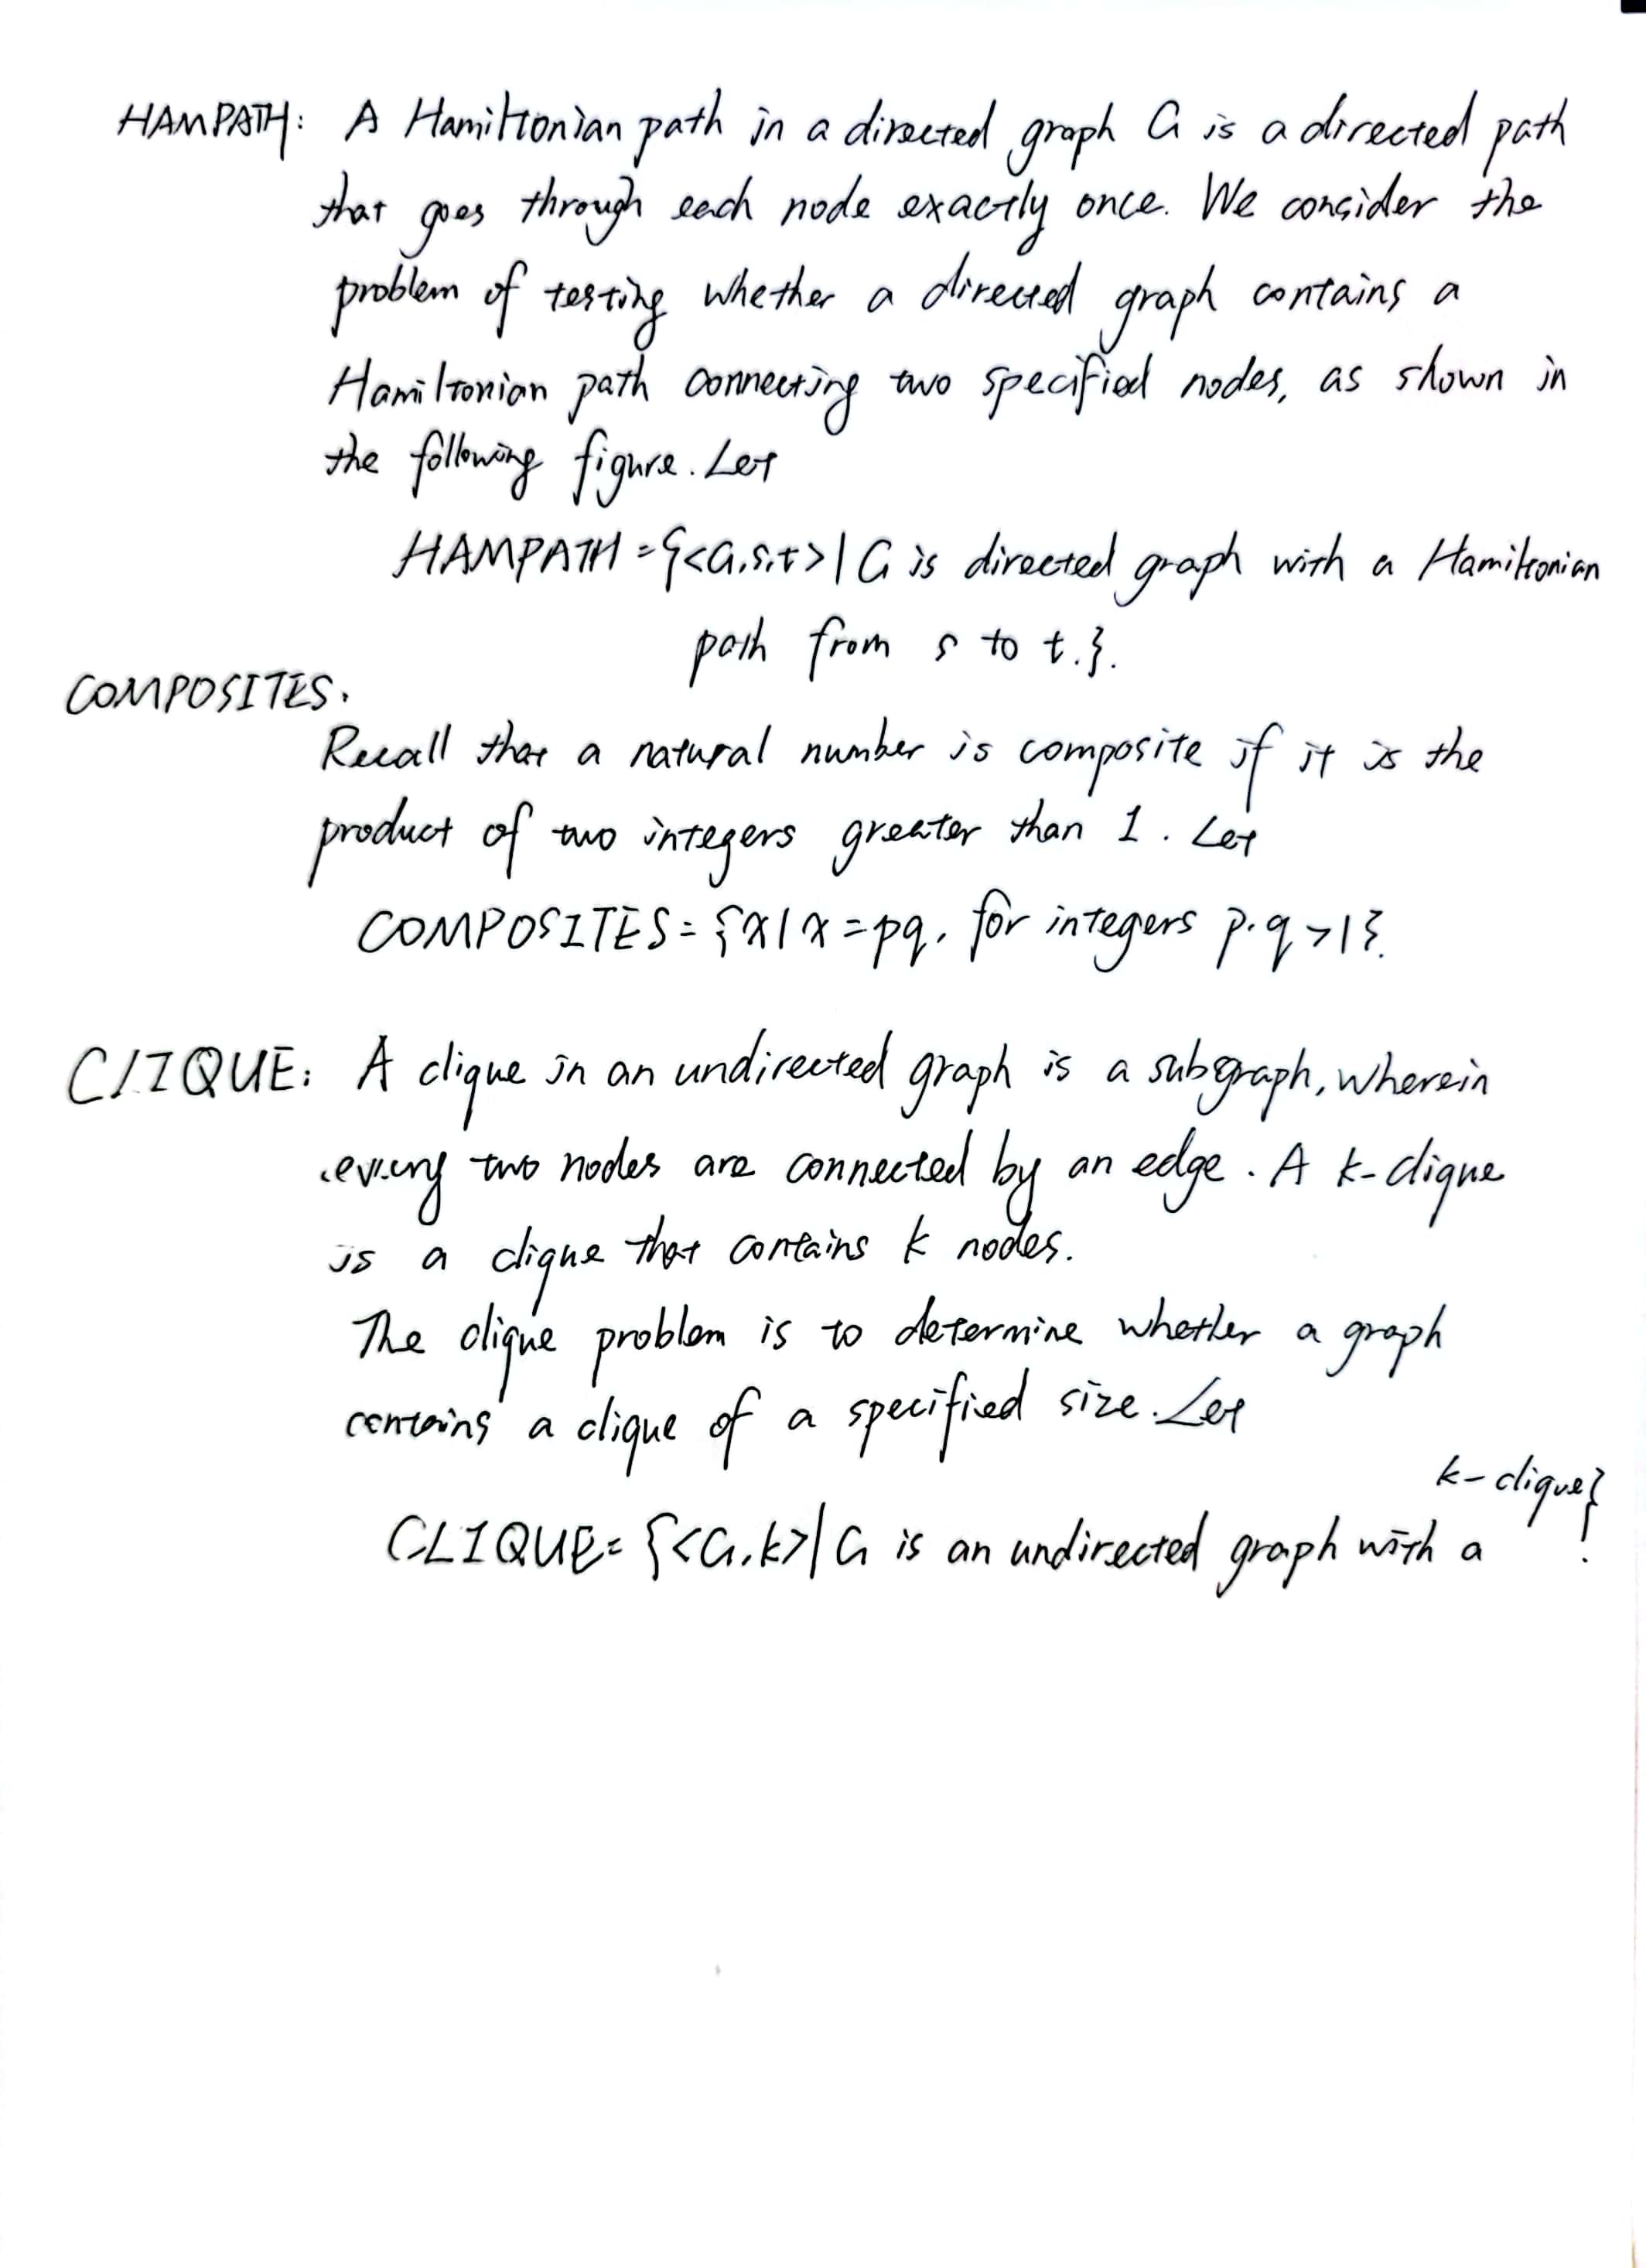 HAMPATH: A Hamiltonian path in a directed graph G is a directed path
that goes through each node exactly once. We consider the
problem of testing whether a directed graph contains a
Hamiltonian path connecting two specified nodes, as shown in
the following figure. Let
HAMPATH = {<G,s,t> | G is directed graph with a Hamiltonian
path from s to t.}.
COMPOSITES.
Recall that a natural number is composite if it is the
product of two integers greater than 1. Let
COMPOSITES = {x | x = pq, for integers p, q > 1}.
CLIQUE: A clique in an undirected graph is a subgraph, wherein
every two nodes are connected by an edge. A k-clique
is a clique that contains k nodes.
The clique problem is to determine whether a graph
contains a clique of a specified size. Let
CLIQUE = {<G,k> | G is an undirected graph with a k-clique}.